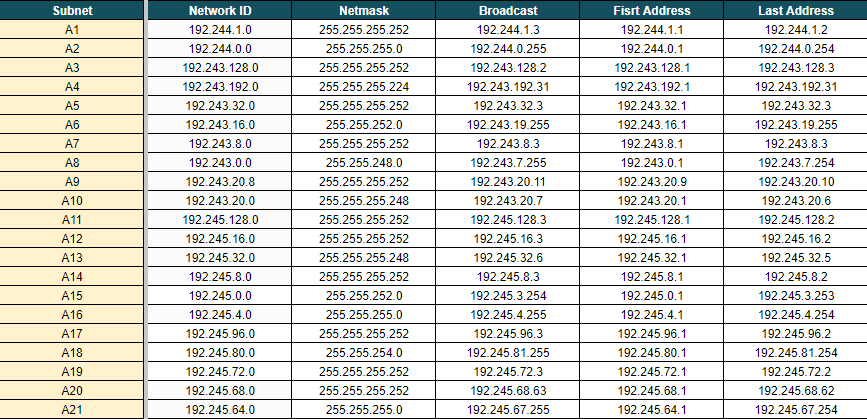 Subnet Network ID Netmask Broadcast Fisrt Address Last Address
A1 192.244.1.0 255.255.255.252 192.244.1.3 192.244.1.1 192.244.1.2
A2 192.244.0.0 255.255.255.0 192.244.0.255 192.244.0.1 192.244.0.254
A3 192.243.128.0 255.255.255.252 192.243.128.2 192.243.128.1 192.243.128.3
A4 192.243.192.0 255.255.255.224 192.243.192.31 192.243.192.1 192.243.192.31
A5 192.243.32.0 255.255.255.252 192.243.32.3 192.243.32.1 192.243.32.3
A6 192.243.16.0 255.255.252.0 192.243.19.255 192.243.16.1 192.243.19.255
A7 192.243.8.0 255.255.255.252 192.243.8.3 192.243.8.1 192.243.8.3
A8 192.243.0.0 255.255.248.0 192.243.7.255 192.243.0.1 192.243.7.254
A9 192.243.20.8 255.255.255.252 192.243.20.11 192.243.20.9 192.243.20.10
A10 192.243.20.0 255.255.255.248 192.243.20.7 192.243.20.1 192.243.20.6
A11 192.245.128.0 255.255.255.252 192.245.128.3 192.245.128.1 192.245.128.2
A12 192.245.16.0 255.255.255.252 192.245.16.3 192.245.16.1 192.245.16.2
A13 192.245.32.0 255.255.255.248 192.245.32.6 192.245.32.1 192.245.32.5
A14 192.245.8.0 255.255.255.252 192.245.8.3 192.245.8.1 192.245.8.2
A15 192.245.0.0 255.255.252.0 192.245.3.254 192.245.0.1 192.245.3.253
A16 192.245.4.0 255.255.255.0 192.245.4.255 192.245.4.1 192.245.4.254
A17 192.245.96.0 255.255.255.252 192.245.96.3 192.245.96.1 192.245.96.2
A18 192.245.80.0 255.255.254.0 192.245.81.255 192.245.80.1 192.245.81.254
A19 192.245.72.0 255.255.255.252 192.245.72.3 192.245.72.1 192.245.72.2
A20 192.245.68.0 255.255.255.252 192.245.68.63 192.245.68.1 192.245.68.62
A21 192.245.64.0 255.255.255.0 192.245.67.255 192.245.64.1 192.245.67.254